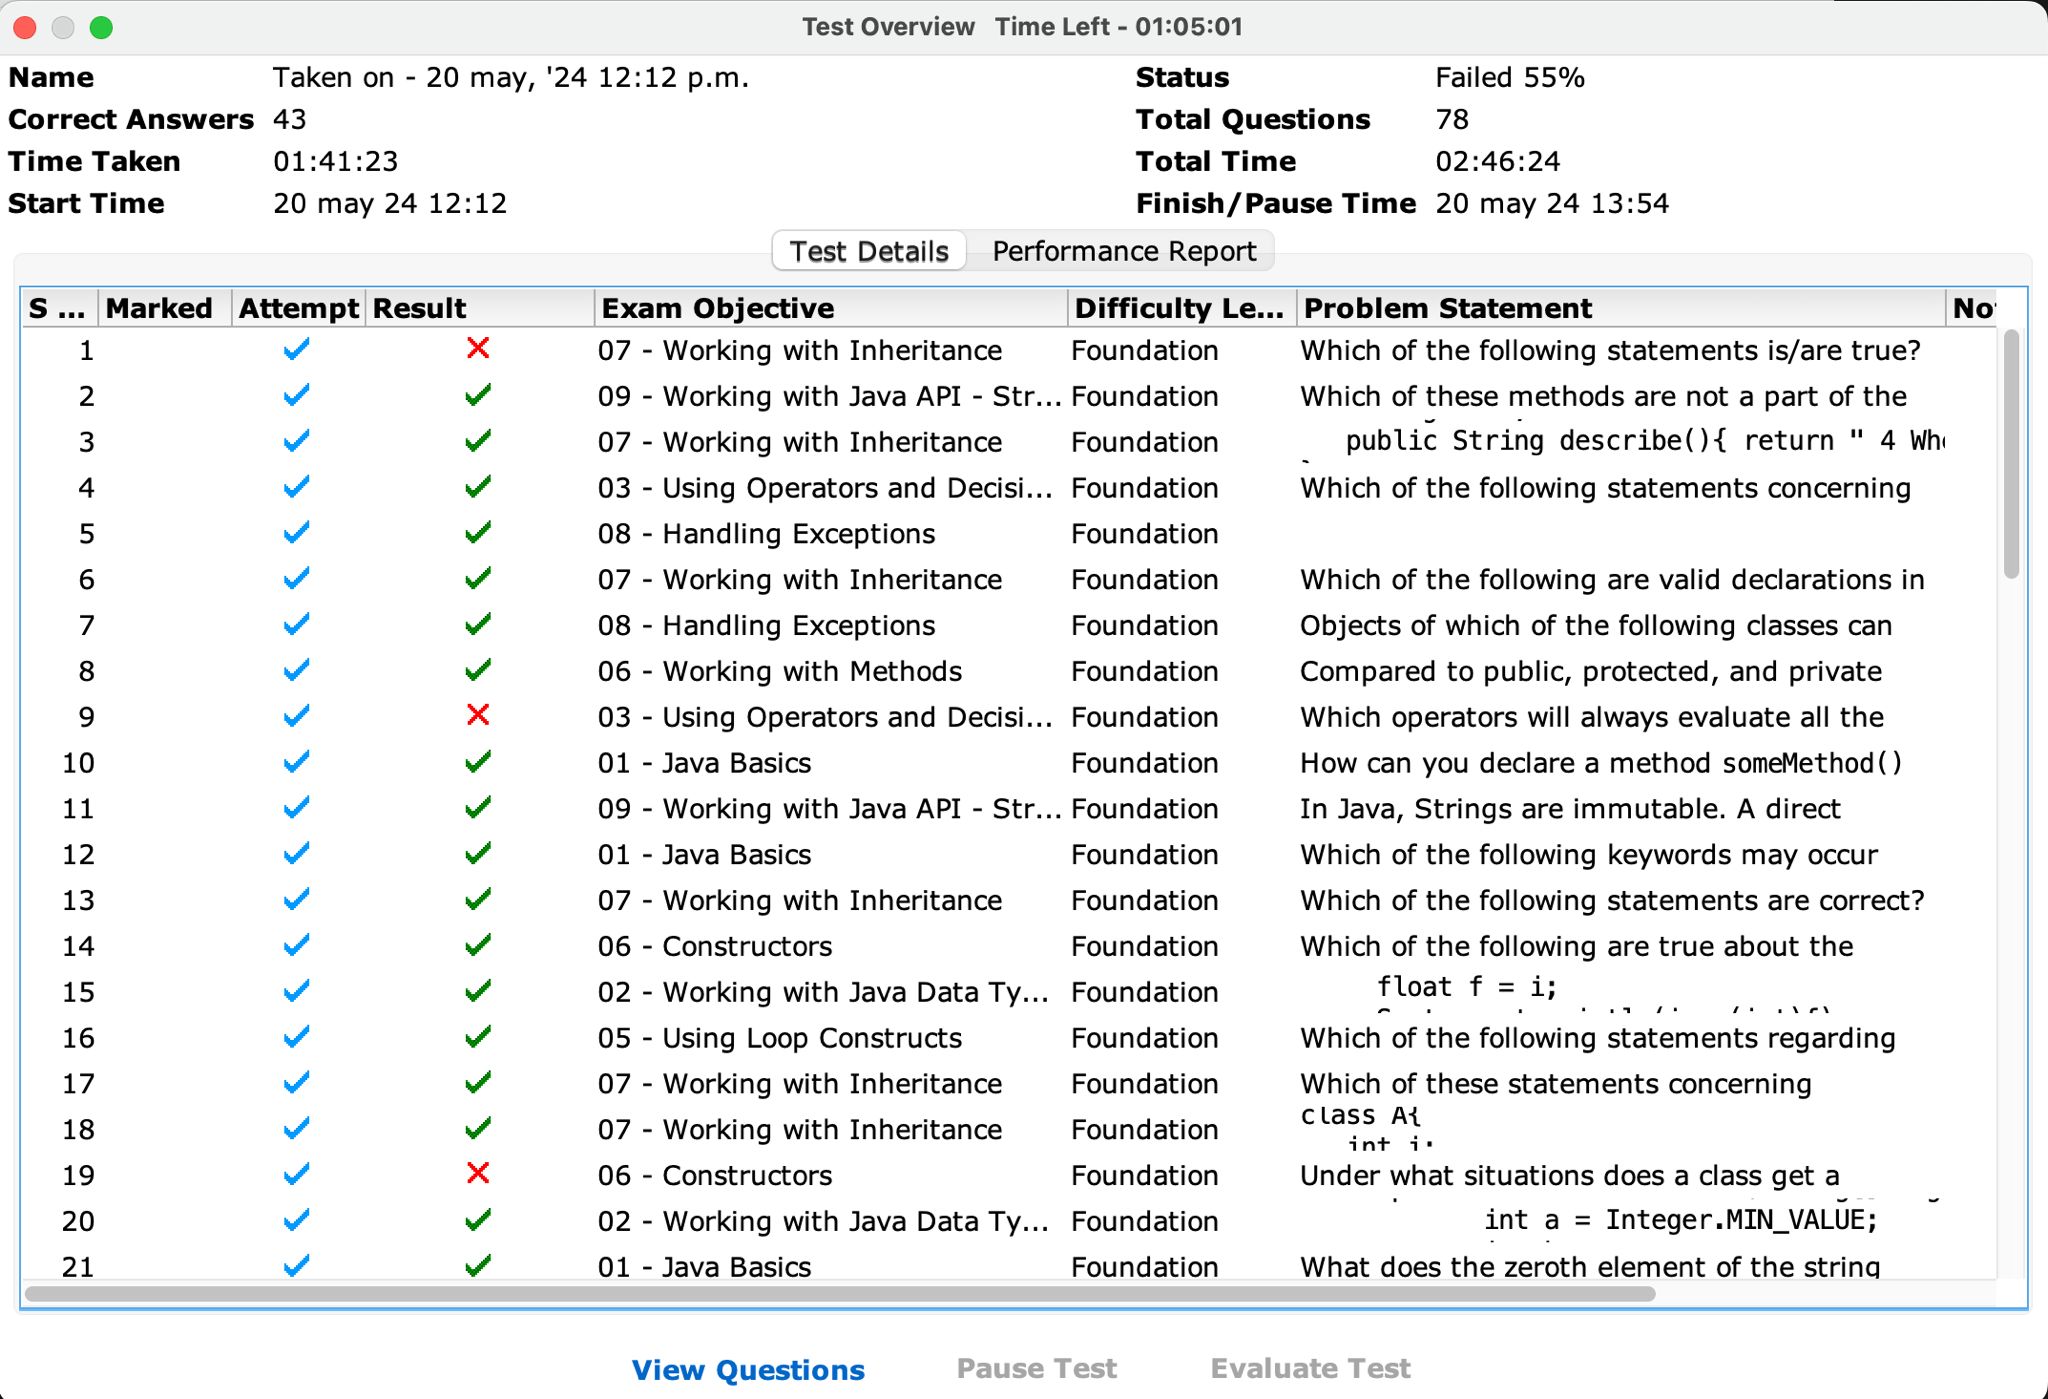 Test Overview Time Left - 01:05:01
Name Taken on - 20 may, '24 12:12 p.m. Status Failed 55%
Correct Answers 43 Total Questions 78
Time Taken 01:41:23 Total Time 02:46:24
Start Time 20 may 24 12:12 Finish/Pause Time 20 may 24 13:54
Test Details Performance Report
S ... Marked Attempt Result Exam Objective Difficulty Le... Problem Statement
1 07 - Working with Inheritance Foundation Which of the following statements is/are true?
2 09 - Working with Java API - Str... Foundation Which of these methods are not a part of the
3 07 - Working with Inheritance Foundation public String describe(){ return " 4
4 03 - Using Operators and Decisi... Foundation Which of the following statements concerning
5 08 - Handling Exceptions Foundation
6 07 - Working with Inheritance Foundation Which of the following are valid declarations in
7 08 - Handling Exceptions Foundation Objects of which of the following classes can
8 06 - Working with Methods Foundation Compared to public, protected, and private
9 03 - Using Operators and Decisi... Foundation Which operators will always evaluate all the
10 01 - Java Basics Foundation How can you declare a method someMethod()
11 09 - Working with Java API - Str... Foundation In Java, Strings are immutable. A direct
12 01 - Java Basics Foundation Which of the following keywords may occur
13 07 - Working with Inheritance Foundation Which of the following statements are correct?
14 06 - Constructors Foundation Which of the following are true about the
15 02 - Working with Java Data Ty... Foundation float f = i;
16 05 - Using Loop Constructs Foundation Which of the following statements regarding
17 07 - Working with Inheritance Foundation Which of these statements concerning
18 07 - Working with Inheritance Foundation class A{
int i;
19 06 - Constructors Foundation Under what situations does a class get a
20 02 - Working with Java Data Ty... Foundation int a = Integer.MIN_VALUE;
21 01 - Java Basics Foundation What does the zeroth element of the string
View Questions Pause Test Evaluate Test